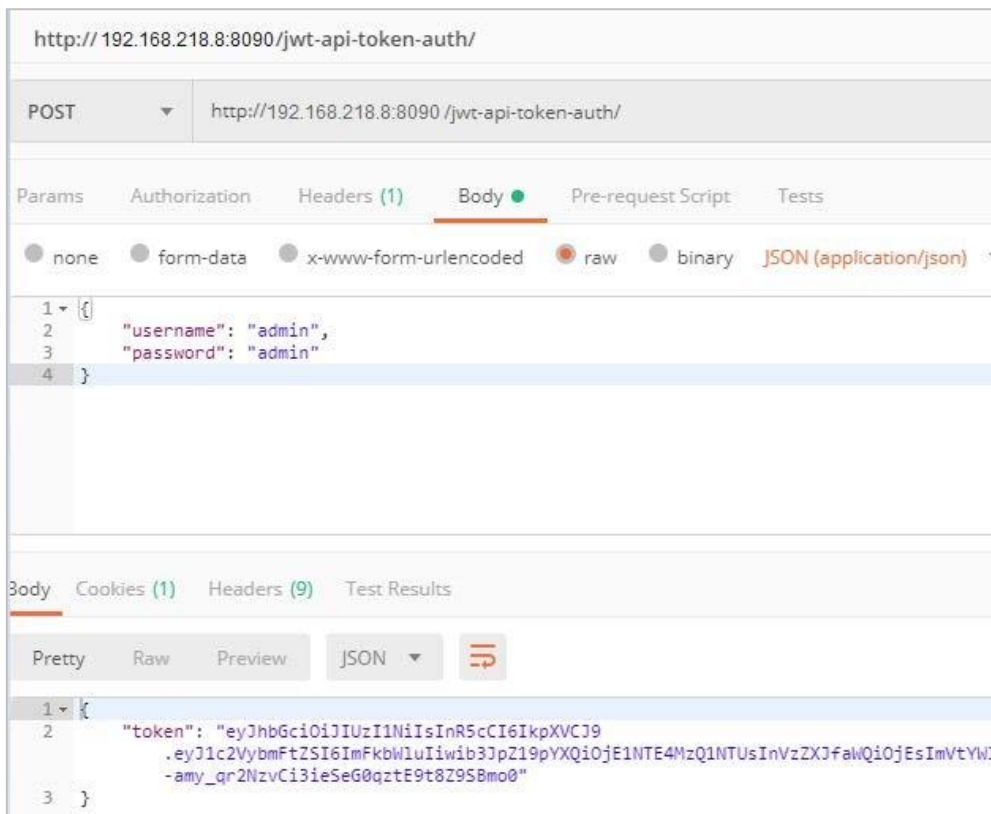 http://192.168.218.8:8090/jwt-api-token-auth/
POST http://192.168.218.8:8090 /jwt-api-token-auth/
Params Authorization Headers (1) Body Pre-request Script Tests
none form-data x-www-form-urlencoded raw binary JSON (application/json)
1 {
2 "username": "admin",
3 "password": "admin"
4 }
Body Cookies (1) Headers (9) Test Results
Pretty Raw Preview JSON
1 {
2 "token": "eyJhbGciOiJIUzI1NiIsInR5cCI6IkpXVCJ9
.eyJ1c2VybmFtZSI6ImFkbWluIiwib3JpZ19pYXQiOjE1NTE4MzQ1NTUsInVzZXJfaWQiOjEsImVtYWl
-amy_qr2NzvCi3ieSeG0qztE9t8Z9SBmo0"
3 }